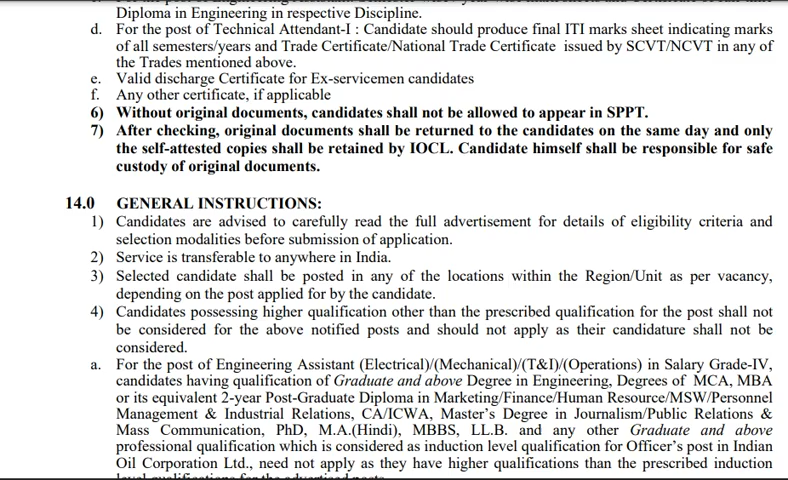 Diploma in Engineering in respective Discipline.
d. For the post of Technical Attendant-I : Candidate should produce final ITI marks sheet indicating marks
of all semesters/years and Trade Certificate/National Trade Certificate issued by SCVT/NCVT in any of
the Trades mentioned above.
e. Valid discharge Certificate for Ex-servicemen candidates
f. Any other certificate, if applicable
6) Without original documents, candidates shall not be allowed to appear in SPPT.
7) After checking, original documents shall be returned to the candidates on the same day and only
the self-attested copies shall be retained by IOCL. Candidate himself shall be responsible for safe
custody of original documents.
14.0 GENERAL INSTRUCTIONS:
1) Candidates are advised to carefully read the full advertisement for details of eligibility criteria and
selection modalities before submission of application.
2) Service is transferable to anywhere in India.
3) Selected candidate shall be posted in any of the locations within the Region/Unit as per vacancy,
depending on the post applied for by the candidate.
4) Candidates possessing higher qualification other than the prescribed qualification for the post shall not
be considered for the above notified posts and should not apply as their candidature shall not be
considered.
a. For the post of Engineering Assistant (Electrical)/(Mechanical)/(T&I)/(Operations) in Salary Grade-IV,
candidates having qualification of Graduate and above Degree in Engineering, Degrees of MCA, MBA
or its equivalent 2-year Post-Graduate Diploma in Marketing/Finance/Human Resource/MSW/Personnel
Management & Industrial Relations, CA/ICWA, Master's Degree in Journalism/Public Relations &
Mass Communication, PhD, M.A.(Hindi), MBBS, LL.B. and any other Graduate and above
professional qualification which is considered as induction level qualification for Officer's post in Indian
Oil Corporation Ltd., need not apply as they have higher qualifications than the prescribed induction